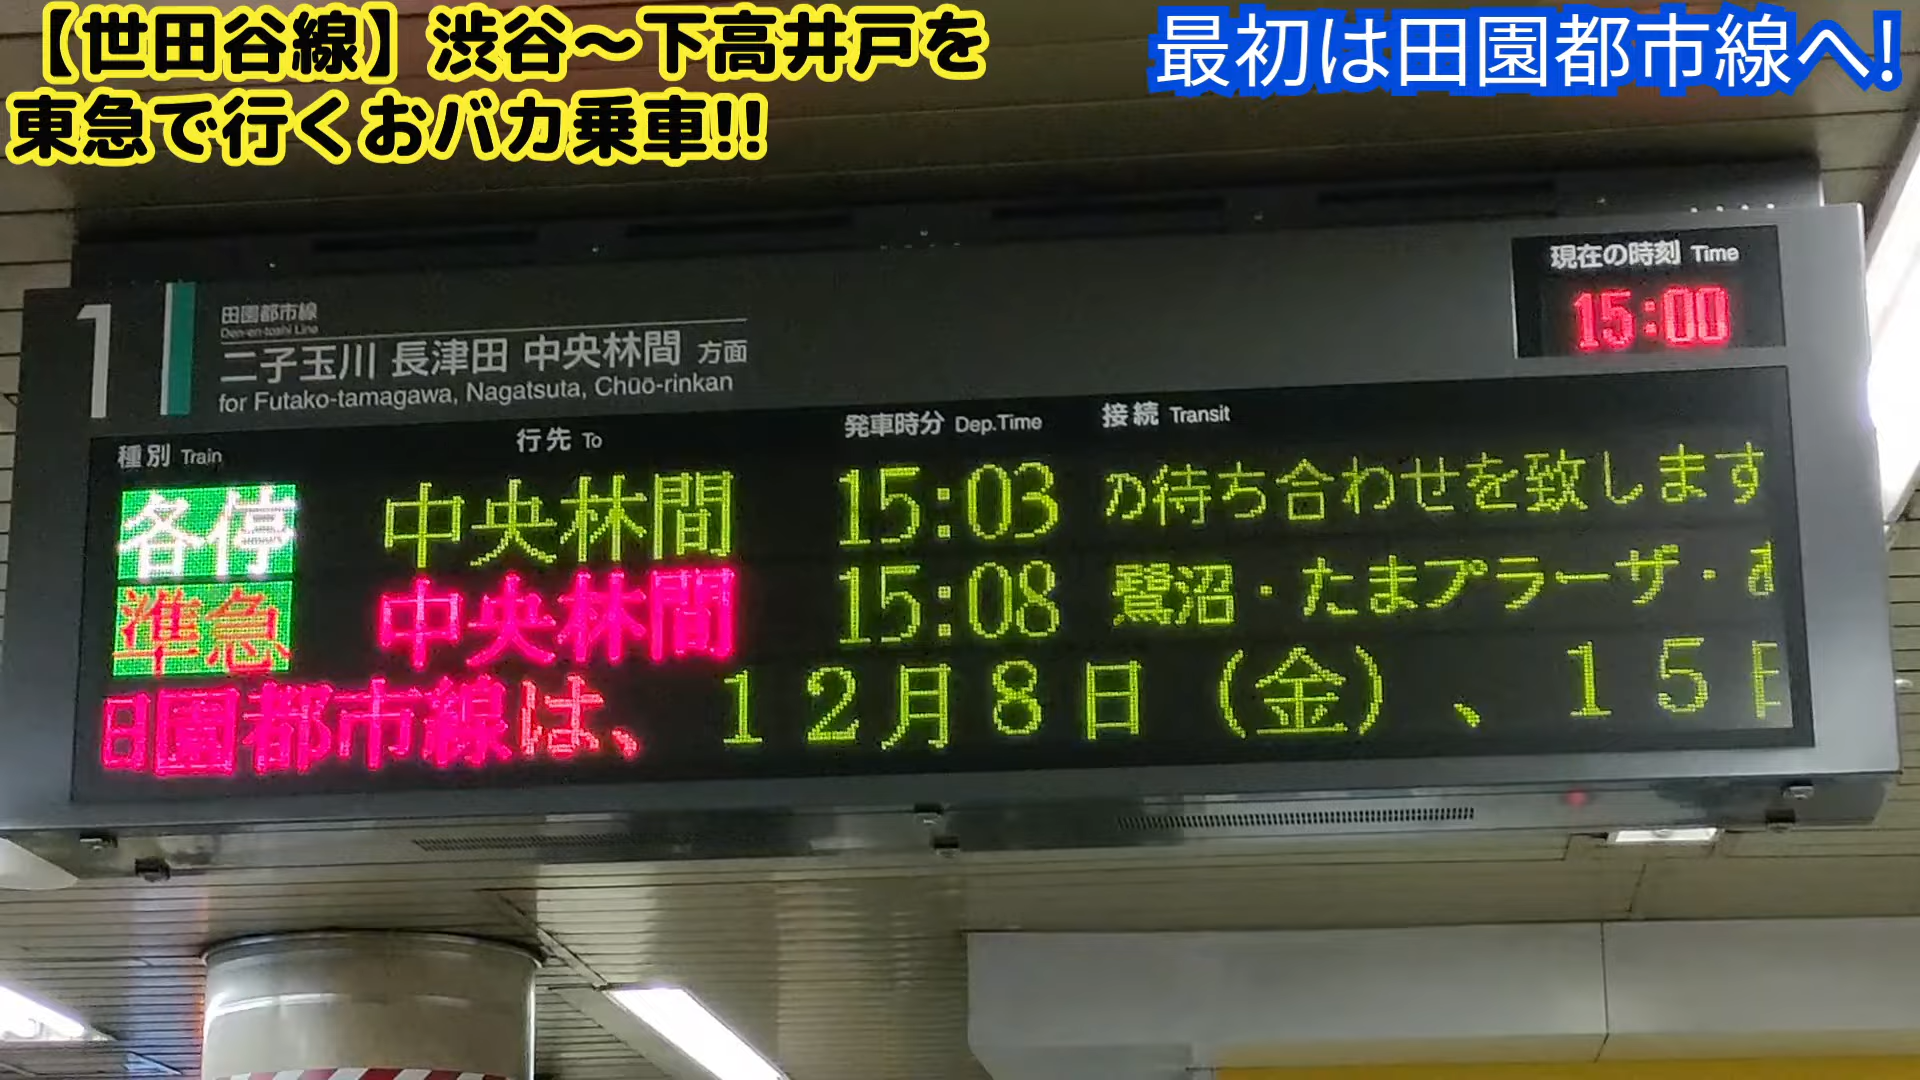 【世田谷線】渋谷～下高井戸を
東急で行くおバカ乗車!!
最初は田園都市線へ!
1
田園都市線
Den-en-toshi Line
二子玉川 長津田 中央林間 方面
for Futako-tamagawa, Nagatsuta, Chūō-rinkan
現在の時刻 Time
15:00
種別 Train 行先 To 発車時分 Dep.Time 接続 Transit
各停 中央林間 15:03 の待ち合わせを致します
準急 中央林間 15:08 鷺沼・たまプラーザ・
田園都市線は、12月8日（金）、15日